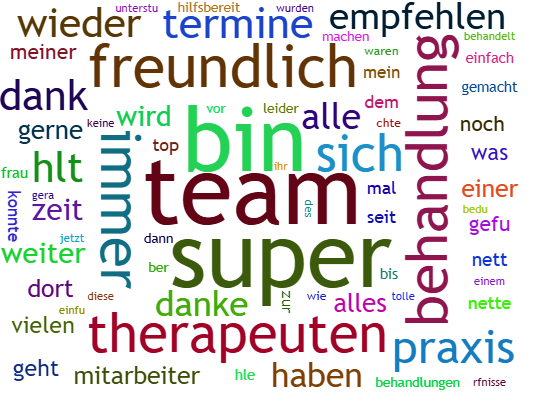 unterstu hilfsbereit wurden
wieder termine empfehlen
meiner machen behandelt
freundlich waren einfach
dank mein gemacht
wird vor leider alle dem
gerne keine chte noch
immer top bin sich behandlung was
frau hlt ihr
team mal einer
konnte gera zeit des seit bedu
gefu
jetzt dann super
weiter bis nett
dort diese ber zur wie alles tolle einem
einfu danke nette
vielen therapeuten praxis
geht mitarbeiter hle haben behandlungen rfnisse